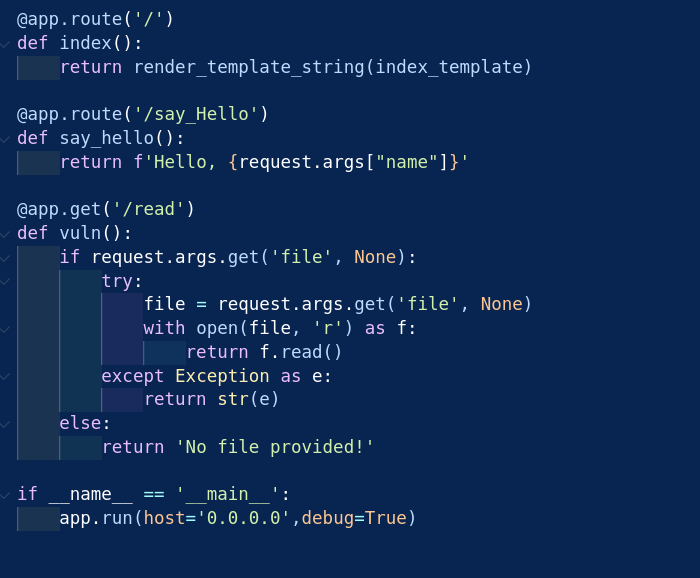 @app.route('/')
def index():
    return render_template_string(index_template)

@app.route('/say_Hello')
def say_hello():
    return f'Hello, {request.args["name"]}'

@app.get('/read')
def vuln():
    if request.args.get('file', None):
        try:
            file = request.args.get('file', None)
            with open(file, 'r') as f:
                return f.read()
        except Exception as e:
            return str(e)
    else:
        return 'No file provided!'

if __name__ == '__main__':
    app.run(host='0.0.0.0',debug=True)